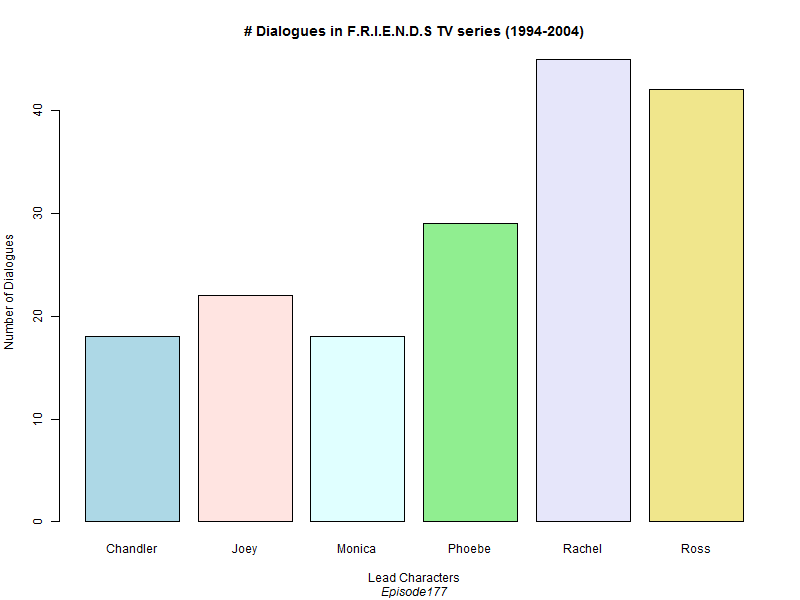 # Dialogues in F.R.I.E.N.D.S TV series (1994-2004)
Number of Dialogues
40
30
20
10
0
Chandler Joey Monica Phoebe Rachel Ross
Lead Characters
Episode177